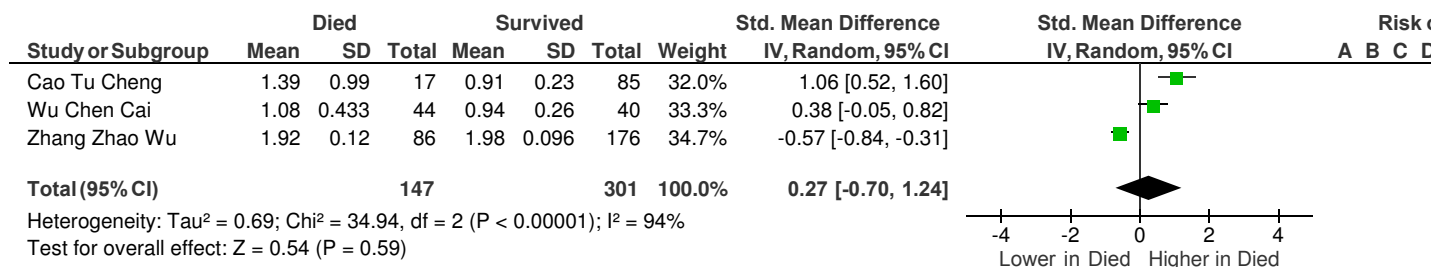 Died Survived Std. Mean Difference Std. Mean Difference Risk
Study or Subgroup Mean SD Total Mean SD Total Weight IV, Random, 95% CI IV, Random, 95% CI A B C D
Cao Tu Cheng 1.39 0.99 17 0.91 0.23 85 32.0% 1.06 [0.52, 1.60]
Wu Chen Cai 1.08 0.433 44 0.94 0.26 40 33.3% 0.38 [-0.05, 0.82]
Zhang Zhao Wu 1.92 0.12 86 1.98 0.096 176 34.7% -0.57 [-0.84, -0.31]
Total (95% CI) 147 301 100.0% 0.27 [-0.70, 1.24]
Heterogeneity: Tau² = 0.69; Chi² = 34.94, df = 2 (P < 0.00001); I² = 94%
Test for overall effect: Z = 0.54 (P = 0.59)
-4 -2 0 2 4
Lower in Died Higher in Died